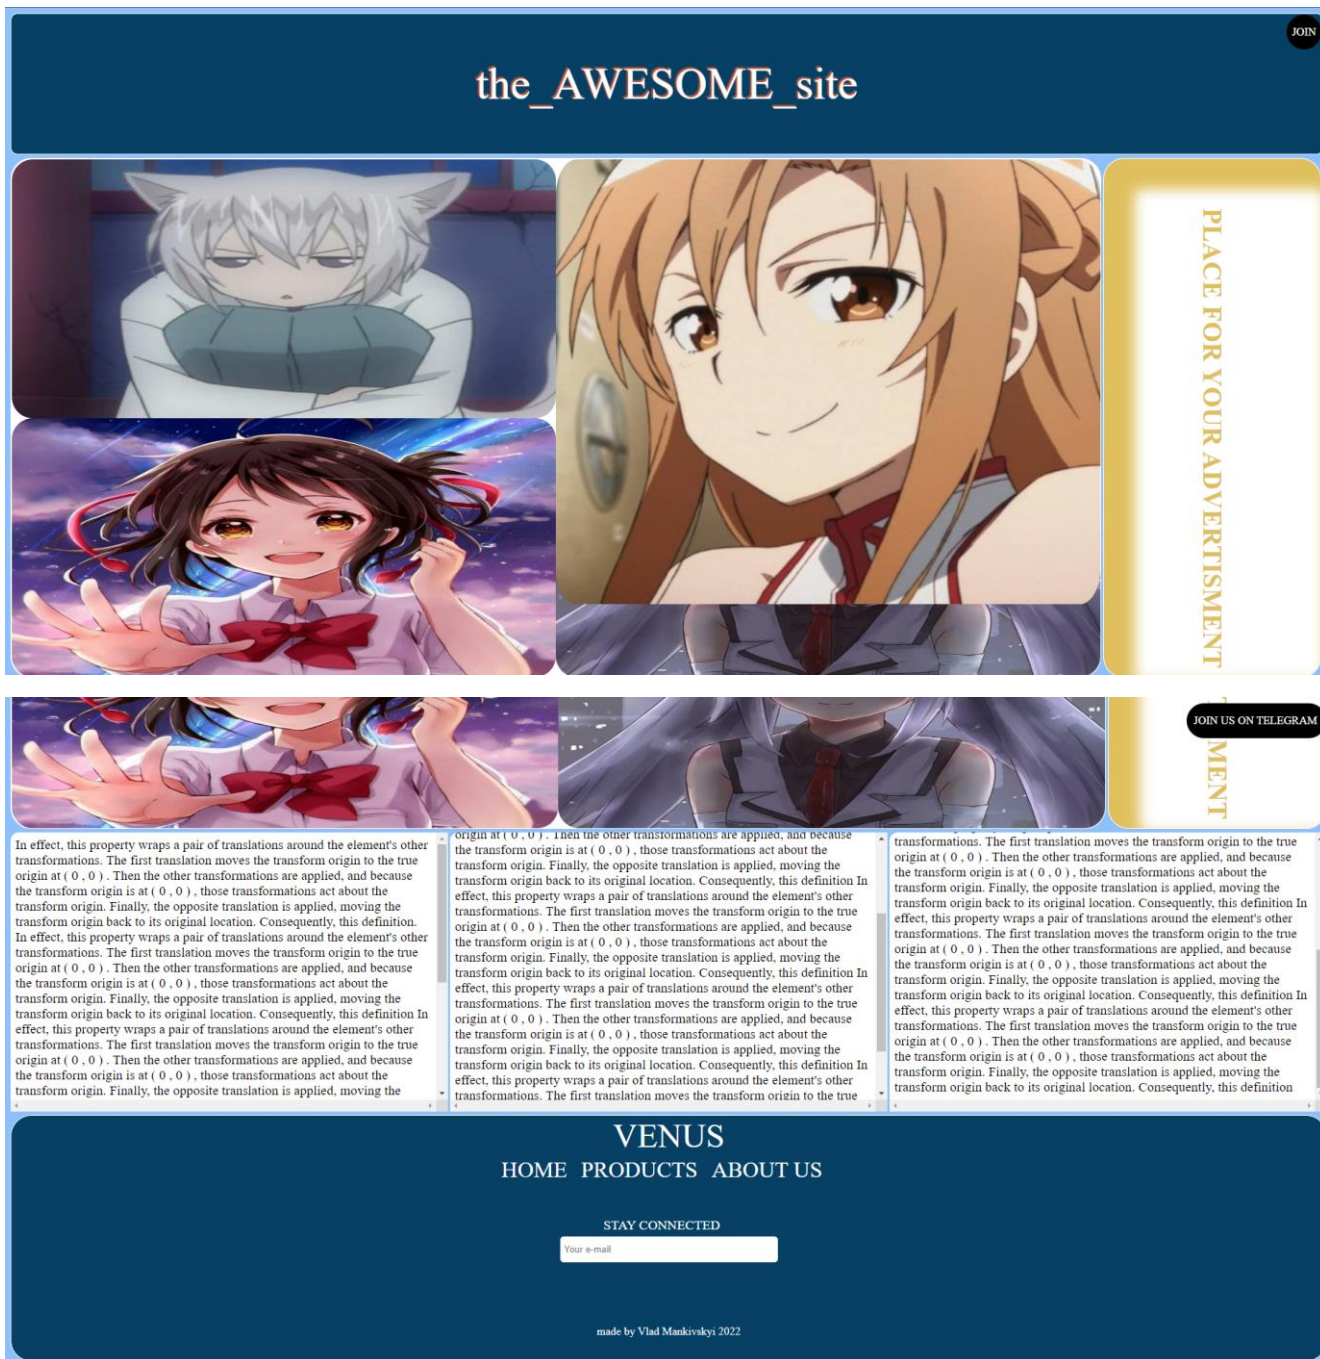 JOIN
the_AWESOME_site
PLACE FOR YOUR ADVERTISMENT
JOIN US ON TELEGRAM
MENT
In effect, this property wraps a pair of translations around the element's other
transformations. The first translation moves the transform origin to the true
origin at ( 0 , 0 ) . Then the other transformations are applied, and because
the transform origin is at ( 0 , 0 ) , those transformations act about the
transform origin. Finally, the opposite translation is applied, moving the
transform origin back to its original location. Consequently, this definition.
In effect, this property wraps a pair of translations around the element's other
transformations. The first translation moves the transform origin to the true
origin at ( 0 , 0 ) . Then the other transformations are applied, and because
the transform origin is at ( 0 , 0 ) , those transformations act about the
transform origin. Finally, the opposite translation is applied, moving the
transform origin back to its original location. Consequently, this definition In
effect, this property wraps a pair of translations around the element's other
transformations. The first translation moves the transform origin to the true
origin at ( 0 , 0 ) . Then the other transformations are applied, and because
the transform origin is at ( 0 , 0 ) , those transformations act about the
transform origin. Finally, the opposite translation is applied, moving the
origin at ( 0 , 0 ) . Then the other transformations are applied, and because
the transform origin is at ( 0 , 0 ) , those transformations act about the
transform origin. Finally, the opposite translation is applied, moving the
transform origin back to its original location. Consequently, this definition In
effect, this property wraps a pair of translations around the element's other
transformations. The first translation moves the transform origin to the true
origin at ( 0 , 0 ) . Then the other transformations are applied, and because
the transform origin is at ( 0 , 0 ) , those transformations act about the
transform origin. Finally, the opposite translation is applied, moving the
transform origin back to its original location. Consequently, this definition In
effect, this property wraps a pair of translations around the element's other
transformations. The first translation moves the transform origin to the true
origin at ( 0 , 0 ) . Then the other transformations are applied, and because
the transform origin is at ( 0 , 0 ) , those transformations act about the
transform origin. Finally, the opposite translation is applied, moving the
transform origin back to its original location. Consequently, this definition In
effect, this property wraps a pair of translations around the element's other
transformations. The first translation moves the transform origin to the true
transformations. The first translation moves the transform origin to the true
origin at ( 0 , 0 ) . Then the other transformations are applied, and because
the transform origin is at ( 0 , 0 ) , those transformations act about the
transform origin. Finally, the opposite translation is applied, moving the
transform origin back to its original location. Consequently, this definition In
effect, this property wraps a pair of translations around the element's other
transformations. The first translation moves the transform origin to the true
origin at ( 0 , 0 ) . Then the other transformations are applied, and because
the transform origin is at ( 0 , 0 ) , those transformations act about the
transform origin. Finally, the opposite translation is applied, moving the
transform origin back to its original location. Consequently, this definition In
effect, this property wraps a pair of translations around the element's other
transformations. The first translation moves the transform origin to the true
origin at ( 0 , 0 ) . Then the other transformations are applied, and because
the transform origin is at ( 0 , 0 ) , those transformations act about the
transform origin. Finally, the opposite translation is applied, moving the
transform origin back to its original location. Consequently, this definition
VENUS
HOME PRODUCTS ABOUT US
STAY CONNECTED
Your e-mail
made by Vlad Mankivskyi 2022